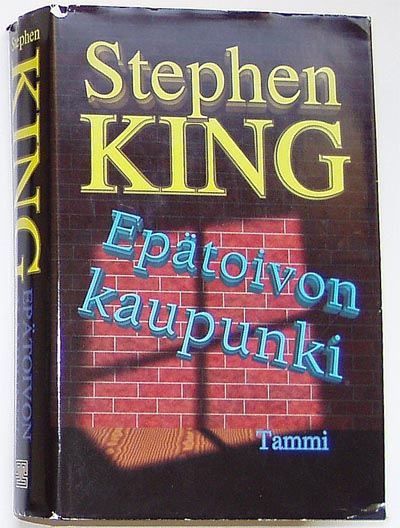 Stephen
KING
Epätoivon
kaupunki
Tammi
Stephen
KING
EPÄTOIVON